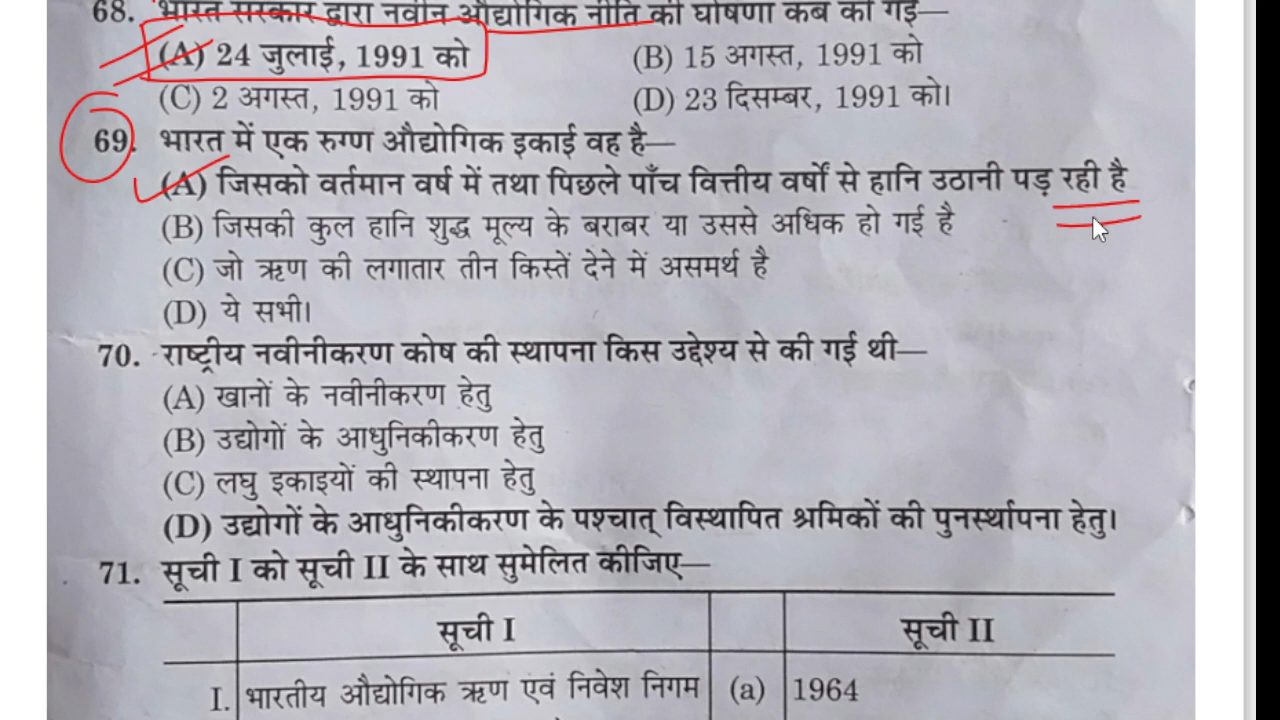 68. भारत सरकार द्वारा नवीन औद्योगिक नीति की घोषणा कब की गई—
(A) 24 जुलाई, 1991 को (B) 15 अगस्त, 1991 को
(C) 2 अगस्त, 1991 को (D) 23 दिसम्बर, 1991 को।
69. भारत में एक रुग्ण औद्योगिक इकाई वह है—
(A) जिसको वर्तमान वर्ष में तथा पिछले पाँच वित्तीय वर्षों से हानि उठानी पड़ रही है
(B) जिसकी कुल हानि शुद्ध मूल्य के बराबर या उससे अधिक हो गई है
(C) जो ऋण की लगातार तीन किस्तें देने में असमर्थ है
(D) ये सभी।
70. राष्ट्रीय नवीनीकरण कोष की स्थापना किस उद्देश्य से की गई थी—
(A) खानों के नवीनीकरण हेतु
(B) उद्योगों के आधुनिकीकरण हेतु
(C) लघु इकाइयों की स्थापना हेतु
(D) उद्योगों के आधुनिकीकरण के पश्चात् विस्थापित श्रमिकों की पुनर्स्थापना हेतु।
71. सूची I को सूची II के साथ सुमेलित कीजिए—
सूची I सूची II
I. भारतीय औद्योगिक ऋण एवं निवेश निगम (a) 1964